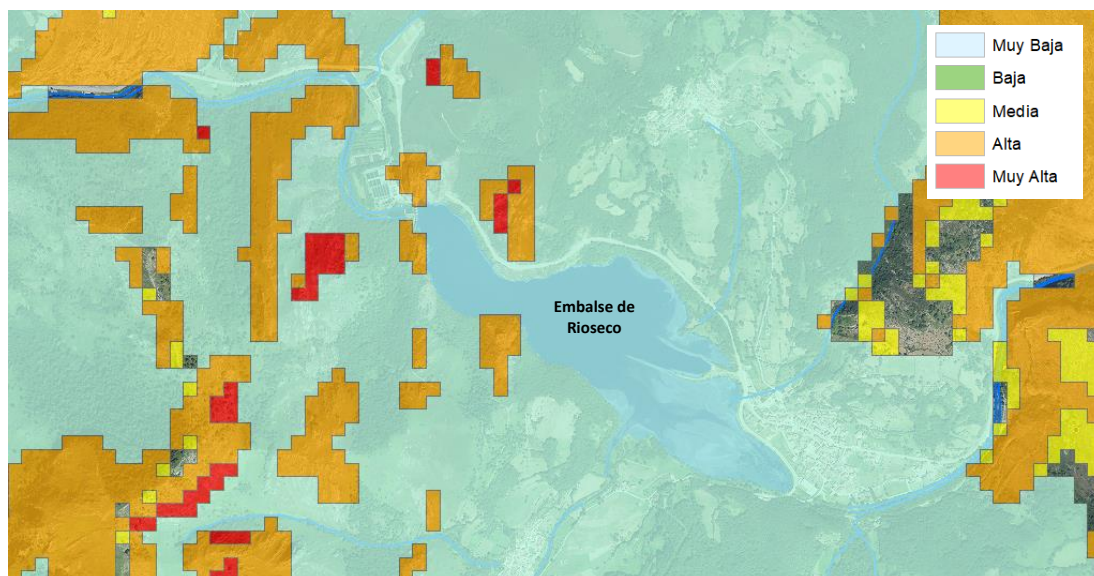 Muy Baja
Baja
Media
Alta
Muy Alta
Embalse de
Rioseco